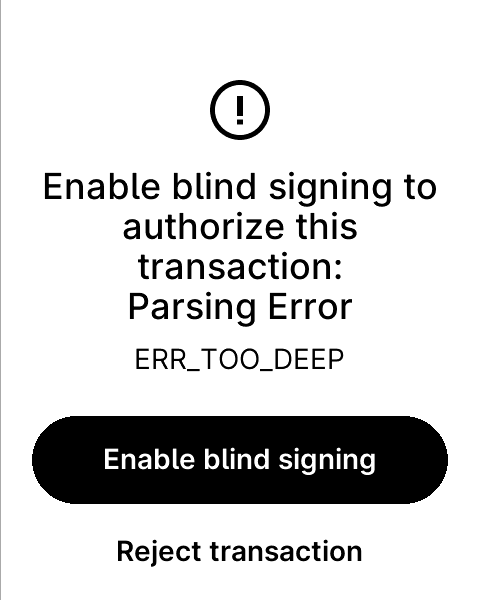 Enable blind signing to
authorize this
transaction:
Parsing Error
ERR_TOO_DEEP
Enable blind signing
Reject transaction